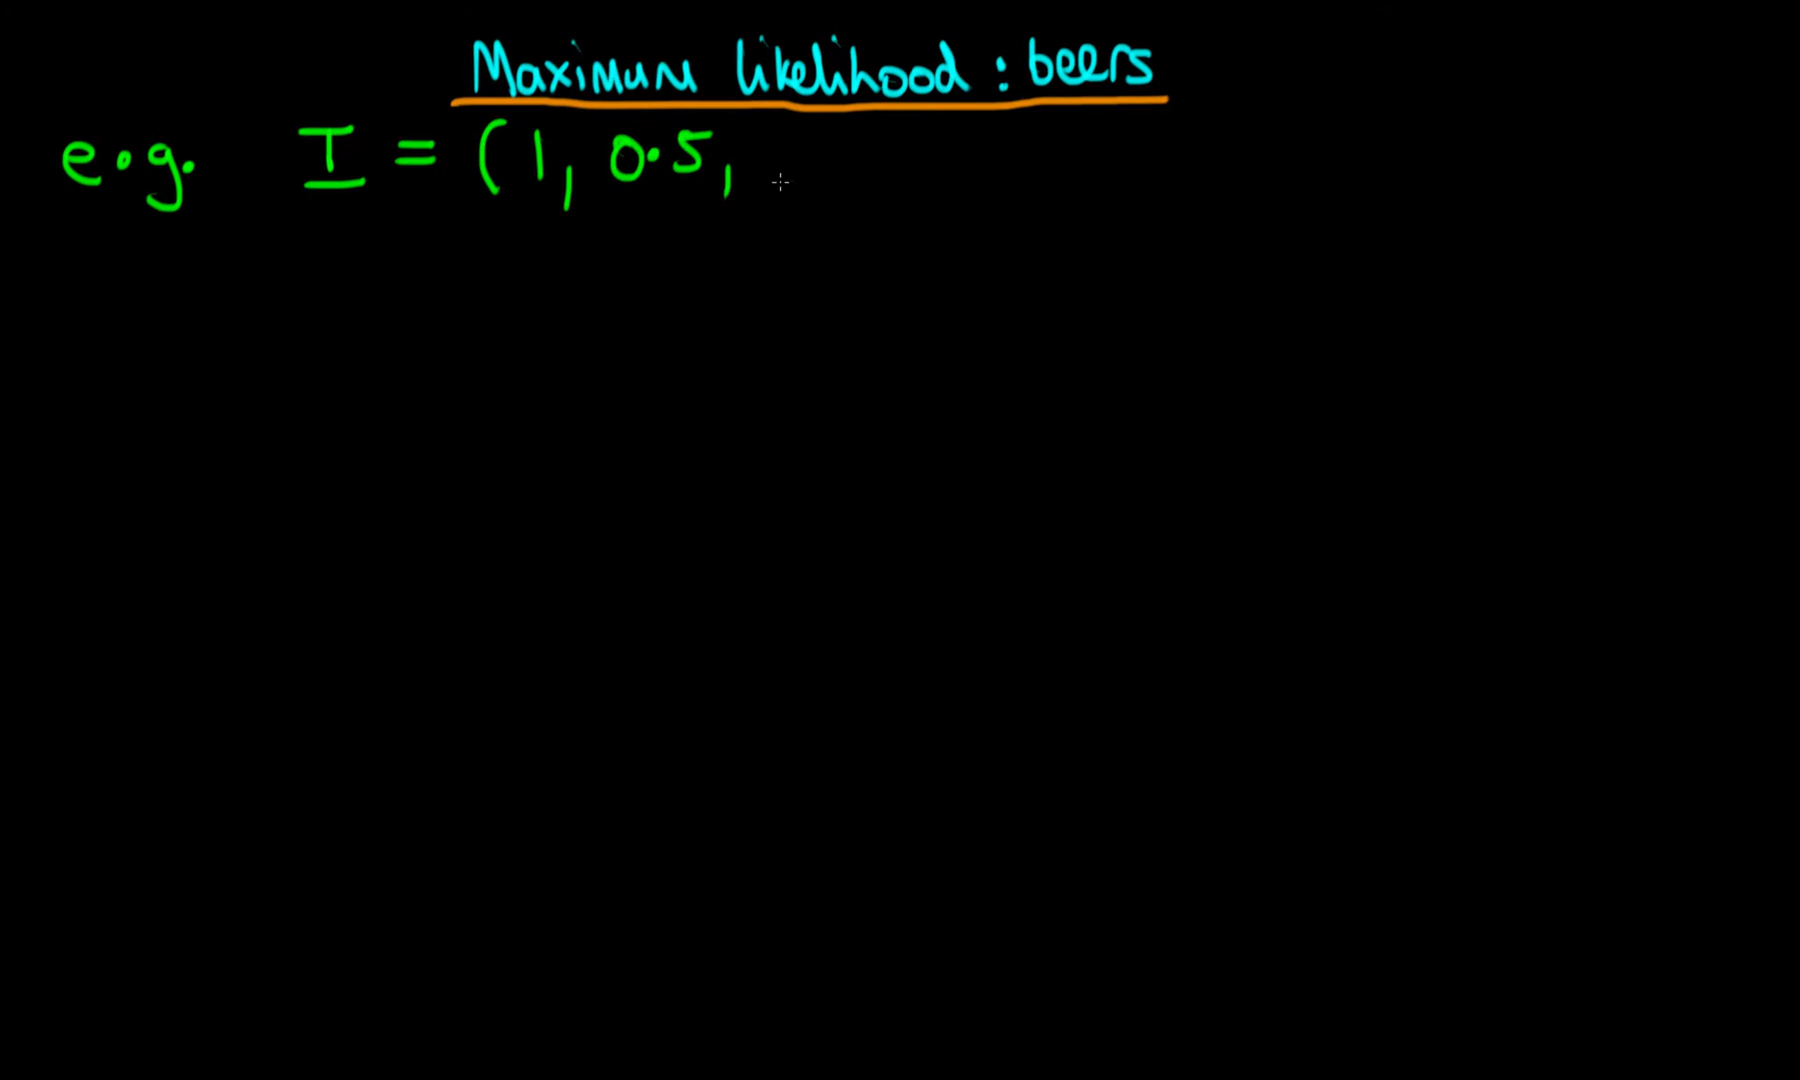 Maximum likelihood : beers
e.g. T = (1, 0.5,